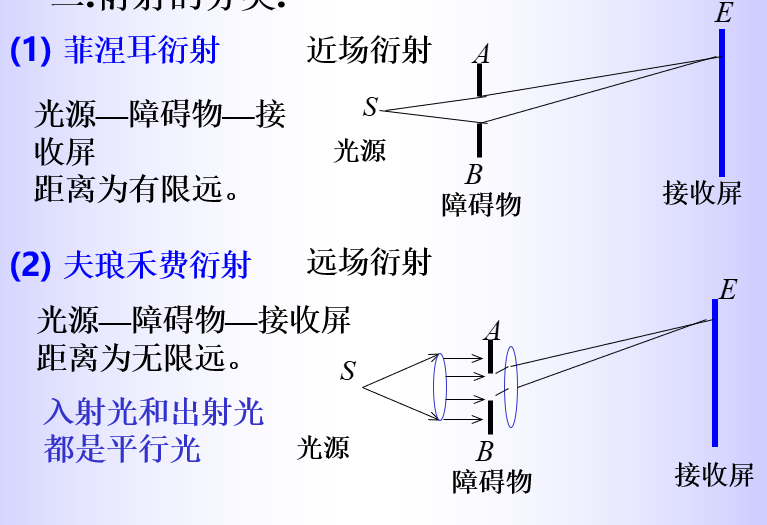 (1) 菲涅耳衍射 近场衍射
E
A
S
光源—障碍物—接
收屏
距离为有限远。
光源
B
障碍物
接收屏
(2) 夫琅禾费衍射 远场衍射
E
光源—障碍物—接收屏
距离为无限远。
A
S
入射光和出射光
都是平行光
光源
B
障碍物
接收屏